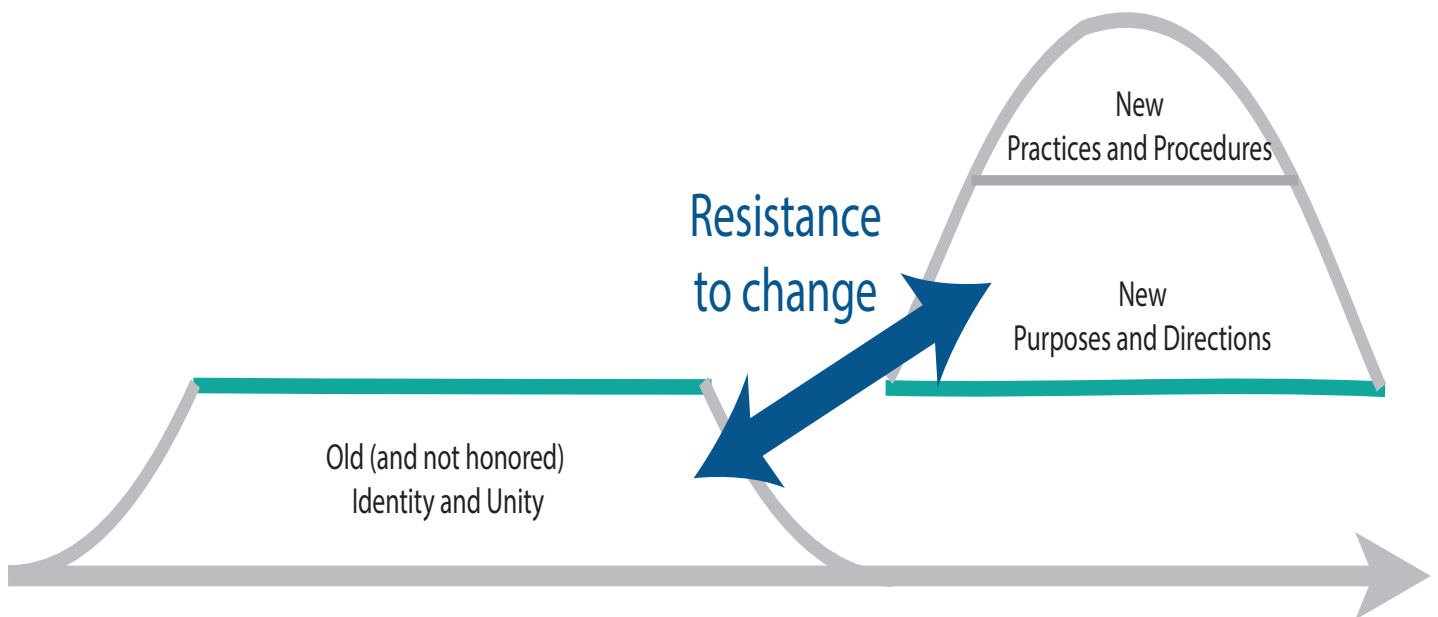 New
Practices and Procedures
Resistance
to change
New
Purposes and Directions
Old (and not honored)
Identity and Unity